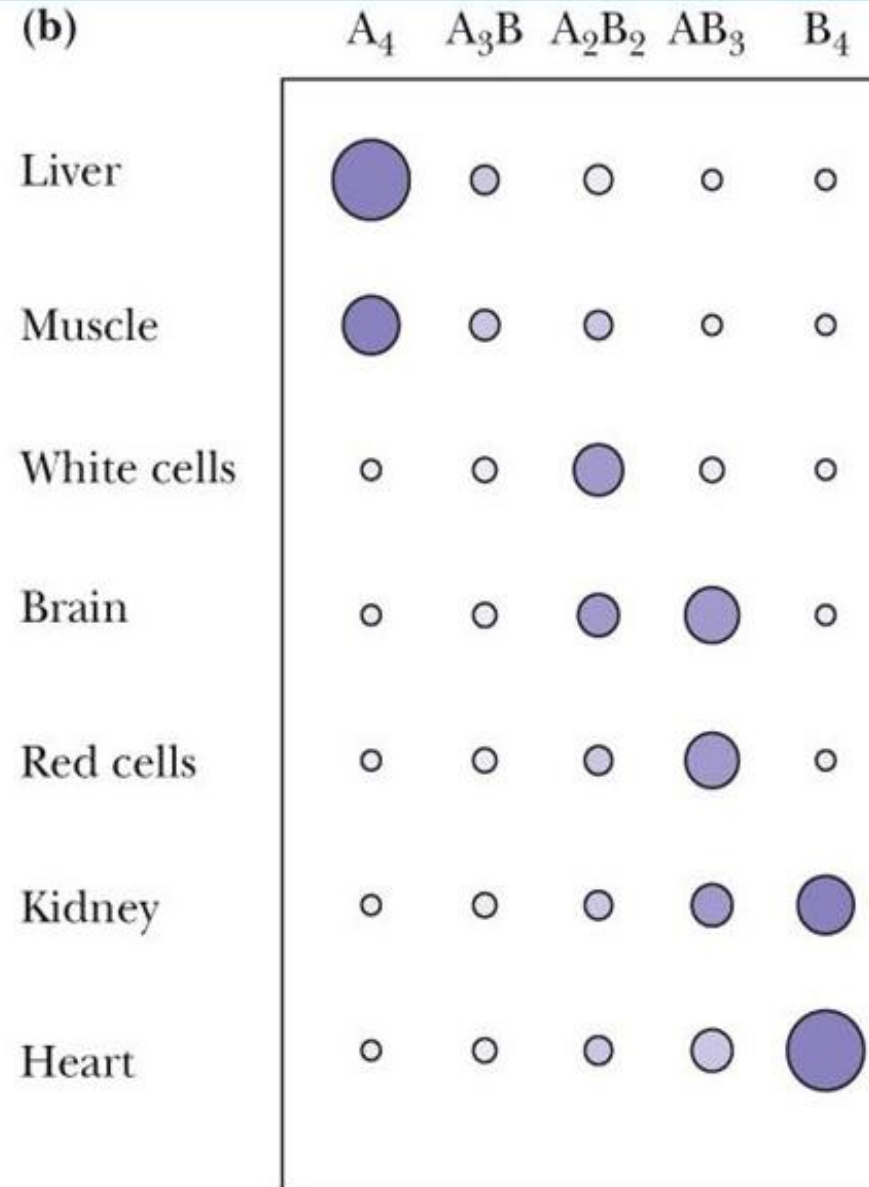 (b) A₄ A₃B A₂B₂ AB₃ B₄
Liver
Muscle
White cells
Brain
Red cells
Kidney
Heart